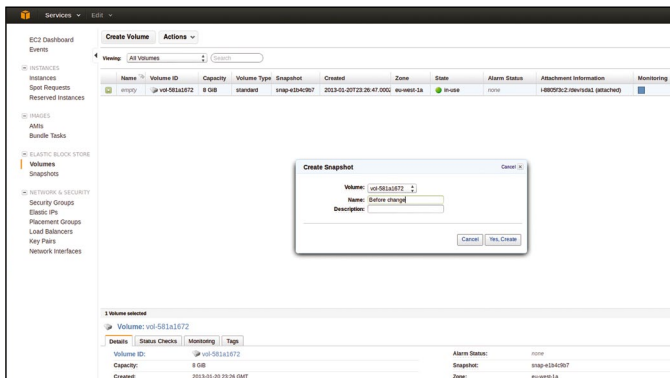 Services Edit
EC2 Dashboard
Events
INSTANCES
Instances
Spot Requests
Reserved Instances
IMAGES
AMIs
Bundle Tasks
ELASTIC BLOCK STORE
Volumes
Snapshots
NETWORK & SECURITY
Security Groups
Elastic IPs
Placement Groups
Load Balancers
Key Pairs
Network Interfaces
Create Volume Actions
Viewing: All Volumes Search
Name Volume ID Capacity Volume Type Snapshot Created Zone State Alarm Status Attachment Information Monitoring
empty vol-581a1672 8 GiB standard snap-e1b4c9b7 2013-01-20T23:26:47.000Z eu-west-1a in-use none i-8805f3c2:/dev/sda1 (attached)
Create Snapshot Cancel
Volume: vol-581a1672
Name: Before change
Description:
Cancel Yes, Create
1 Volume selected
Volume: vol-581a1672
Details Status Checks Monitoring Tags
Volume ID: vol-581a1672 Alarm Status: none
Capacity: 8 GiB Snapshot: snap-e1b4c9b7
Created: 2013-01-20 23:26 GMT Zone: eu-west-1a